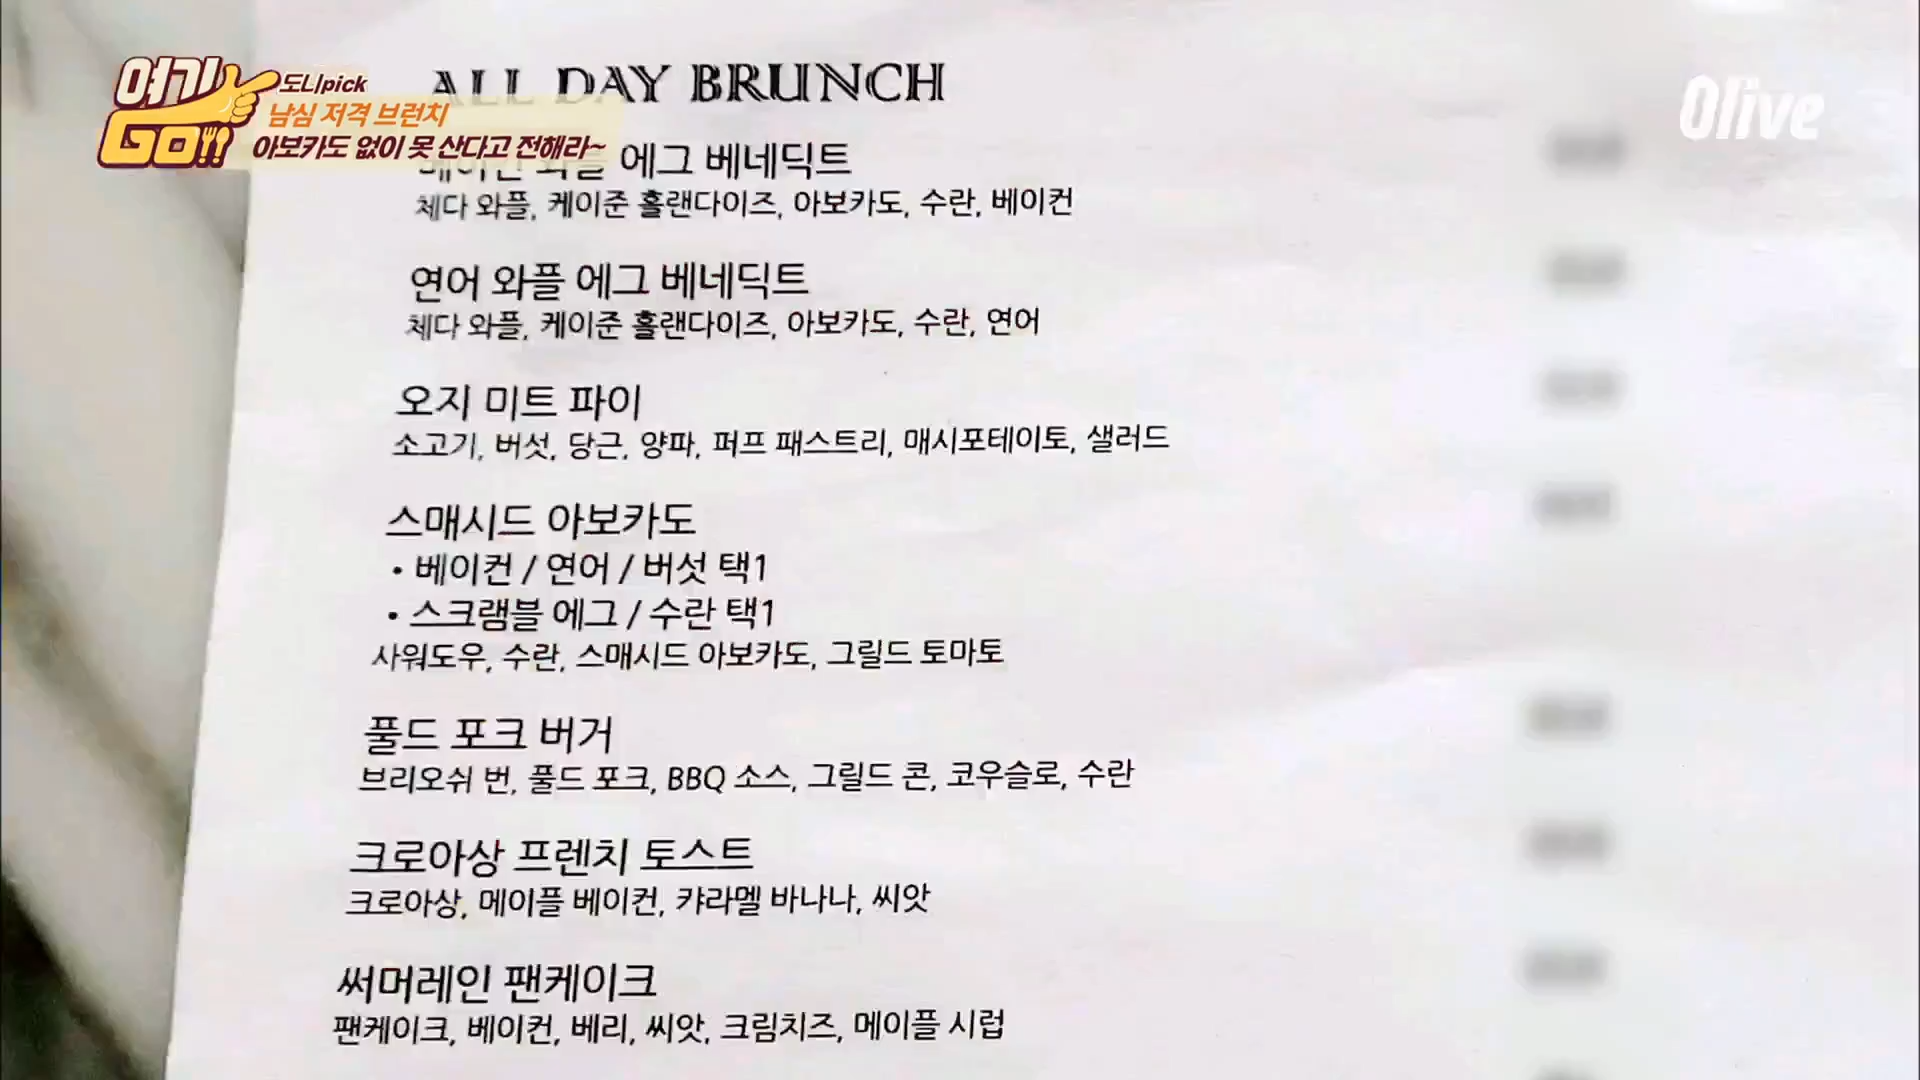 여기
GO!!
도니pick
남심 저격 브런치
아보카도 없이 못 산다고 전해라~
Olive
ALL DAY BRUNCH
베이컨 와플 에그 베네딕트
체다 와플, 케이준 홀랜다이즈, 아보카도, 수란, 베이컨
연어 와플 에그 베네딕트
체다 와플, 케이준 홀랜다이즈, 아보카도, 수란, 연어
오지 미트 파이
소고기, 버섯, 당근, 양파, 퍼프 패스트리, 매시포테이토, 샐러드
스매시드 아보카도
• 베이컨 / 연어 / 버섯 택1
• 스크램블 에그 / 수란 택1
사워도우, 수란, 스매시드 아보카도, 그릴드 토마토
풀드 포크 버거
브리오쉬 번, 풀드 포크, BBQ 소스, 그릴드 콘, 코우슬로, 수란
크로아상 프렌치 토스트
크로아상, 메이플 베이컨, 캬라멜 바나나, 씨앗
써머레인 팬케이크
팬케이크, 베이컨, 베리, 씨앗, 크림치즈, 메이플 시럽